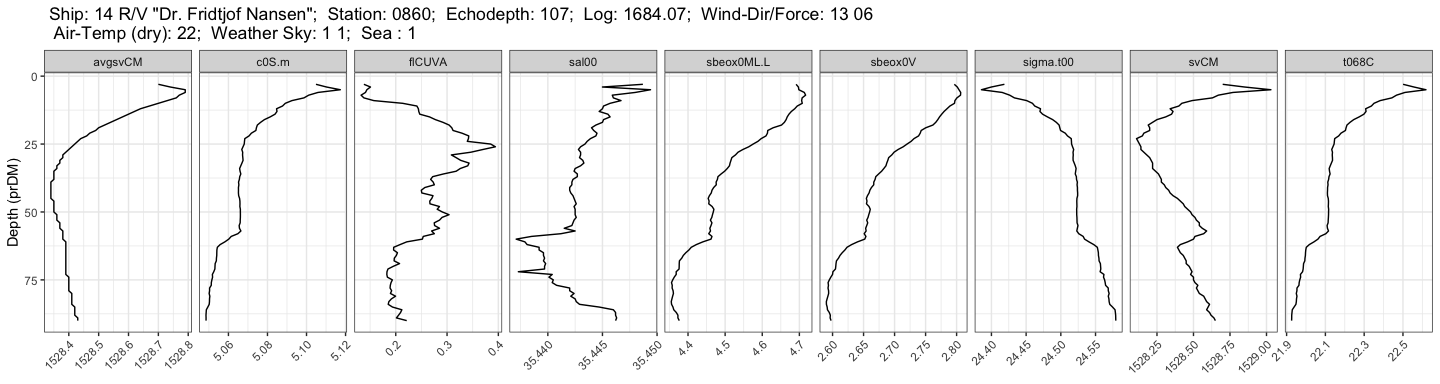 Ship: 14 R/V "Dr. Fridtjof Nansen"; Station: 0860; Echodepth: 107; Log: 1684.07; Wind-Dir/Force: 13 06
Air-Temp (dry): 22; Weather Sky: 1 1; Sea : 1
avgsvCM c0S.m flCUVA sal00 sbeox0ML.L sbeox0V sigma.t00 svCM t068C
0
25
50
75
Depth (prDM)
1528.4 1528.5 1528.6 1528.7 1528.8 5.06 5.08 5.10 5.12 0.2 0.3 0.4 35.440 35.445 35.450 4.4 4.5 4.6 4.7 2.60 2.65 2.70 2.75 2.80 24.40 24.45 24.50 24.55 1528.25 1528.50 1528.75 1529.00 21.9 22.1 22.3 22.5